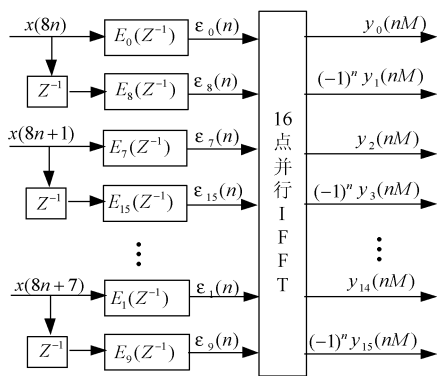 x(8n) E₀(Z⁻¹) ε₀(n) y₀(nM)
Z⁻¹ E₈(Z⁻¹) ε₈(n) (−1)ⁿ y₁(nM)
x(8n+1) E₇(Z⁻¹) ε₇(n) y₂(nM)
Z⁻¹ E₁₅(Z⁻¹) ε₁₅(n) (−1)ⁿ y₃(nM)
x(8n+7) E₁(Z⁻¹) ε₁(n) y₁₄(nM)
Z⁻¹ E₉(Z⁻¹) ε₉(n) (−1)ⁿ y₁₅(nM)
16
点
并
行
I
F
F
T